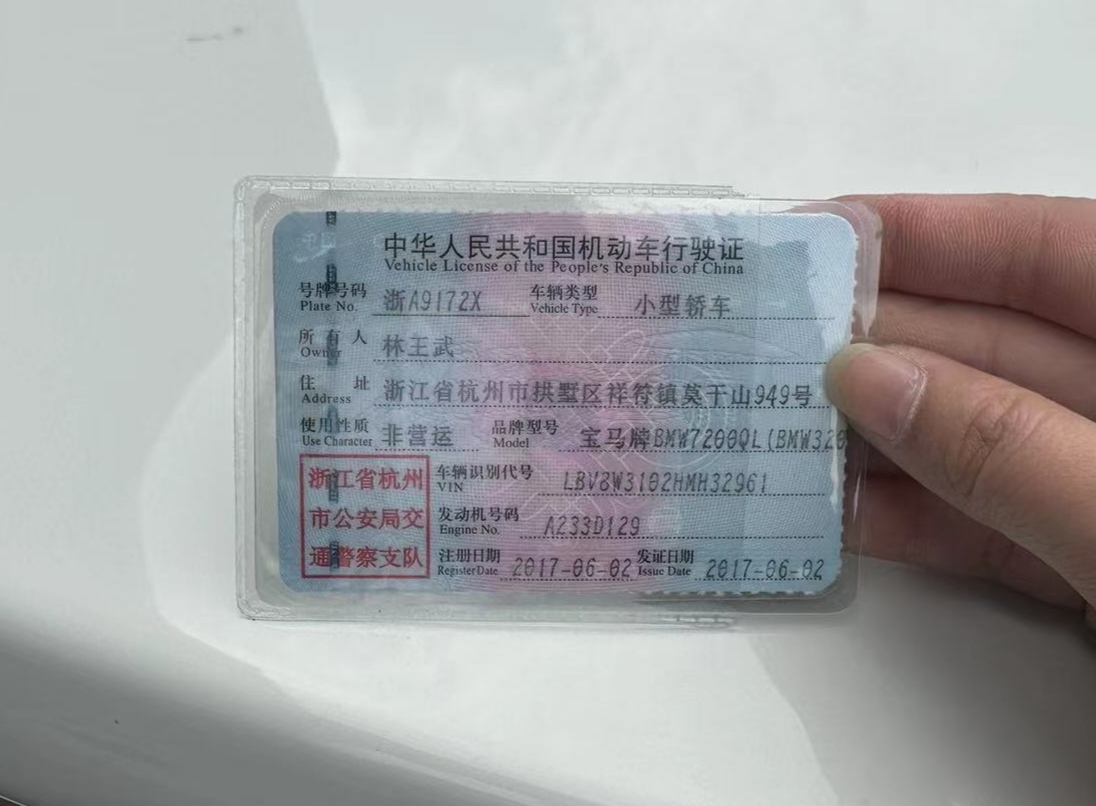 中华人民共和国机动车行驶证
Vehicle License of the People's Republic of China
号牌号码 浙A9172X 车辆类型 小型轿车
Plate No. Vehicle Type
所有人 林王武
Owner
住址 浙江省杭州市拱墅区祥符镇莫干山949号
Address
使用性质 非营运 品牌型号 宝马牌BMW7200QL(BMW320
Use Character Model
浙江省杭州
市公安局交
通警察支队
车辆识别代号 LBV8W3102HMH32961
VIN
发动机号码 A233D129
Engine No.
注册日期 2017-06-02 发证日期 2017-06-02
Register Date Issue Date